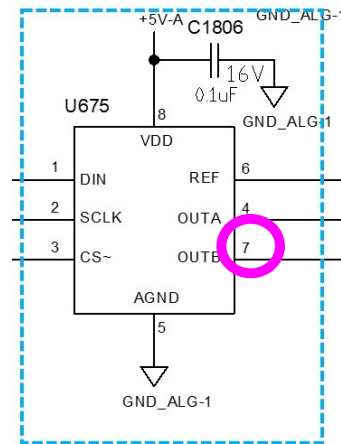 +5V-A
GND_ALG-1
C1806
16V
0.1uF
GND_ALG-1
U675
8
VDD
1 DIN REF 6
2 SCLK OUTA 4
3 CS~ OUTB 7
AGND
5
GND_ALG-1